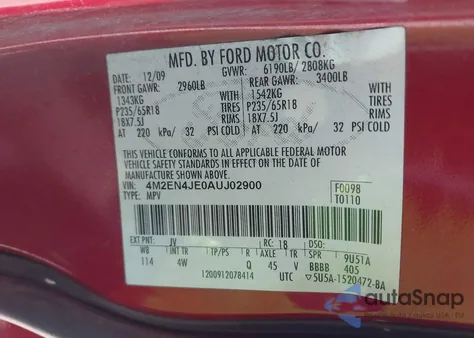 MFD. BY FORD MOTOR CO.
DATE: 12/09 GVWR: 6190LB/ 2808KG
FRONT GAWR: 2960LB REAR GAWR: 3400LB
1343KG WITH 1542KG WITH
P235/65R18 TIRES P235/65R18 TIRES
18X7.5J RIMS 18X7.5J RIMS
AT 220 kPa/ 32 PSI COLD AT 220 kPa/ 32 PSI COLD
THIS VEHICLE CONFORMS TO ALL APPLICABLE FEDERAL MOTOR
VEHICLE SAFETY STANDARDS IN EFFECT ON THE DATE OF
MANUFACTURE SHOWN ABOVE.
VIN: 4M2EN4JE0AUJ02900 F0098
TYPE: MPV T0110
EXT PNT: JV RC: 18 DSO:
WB TP/PS R AXLE TR SPR 9U51A
114 4W Q 45 V BBBB 405
1200912078414 UTC 5U5A-1520472-BA
autaSnap